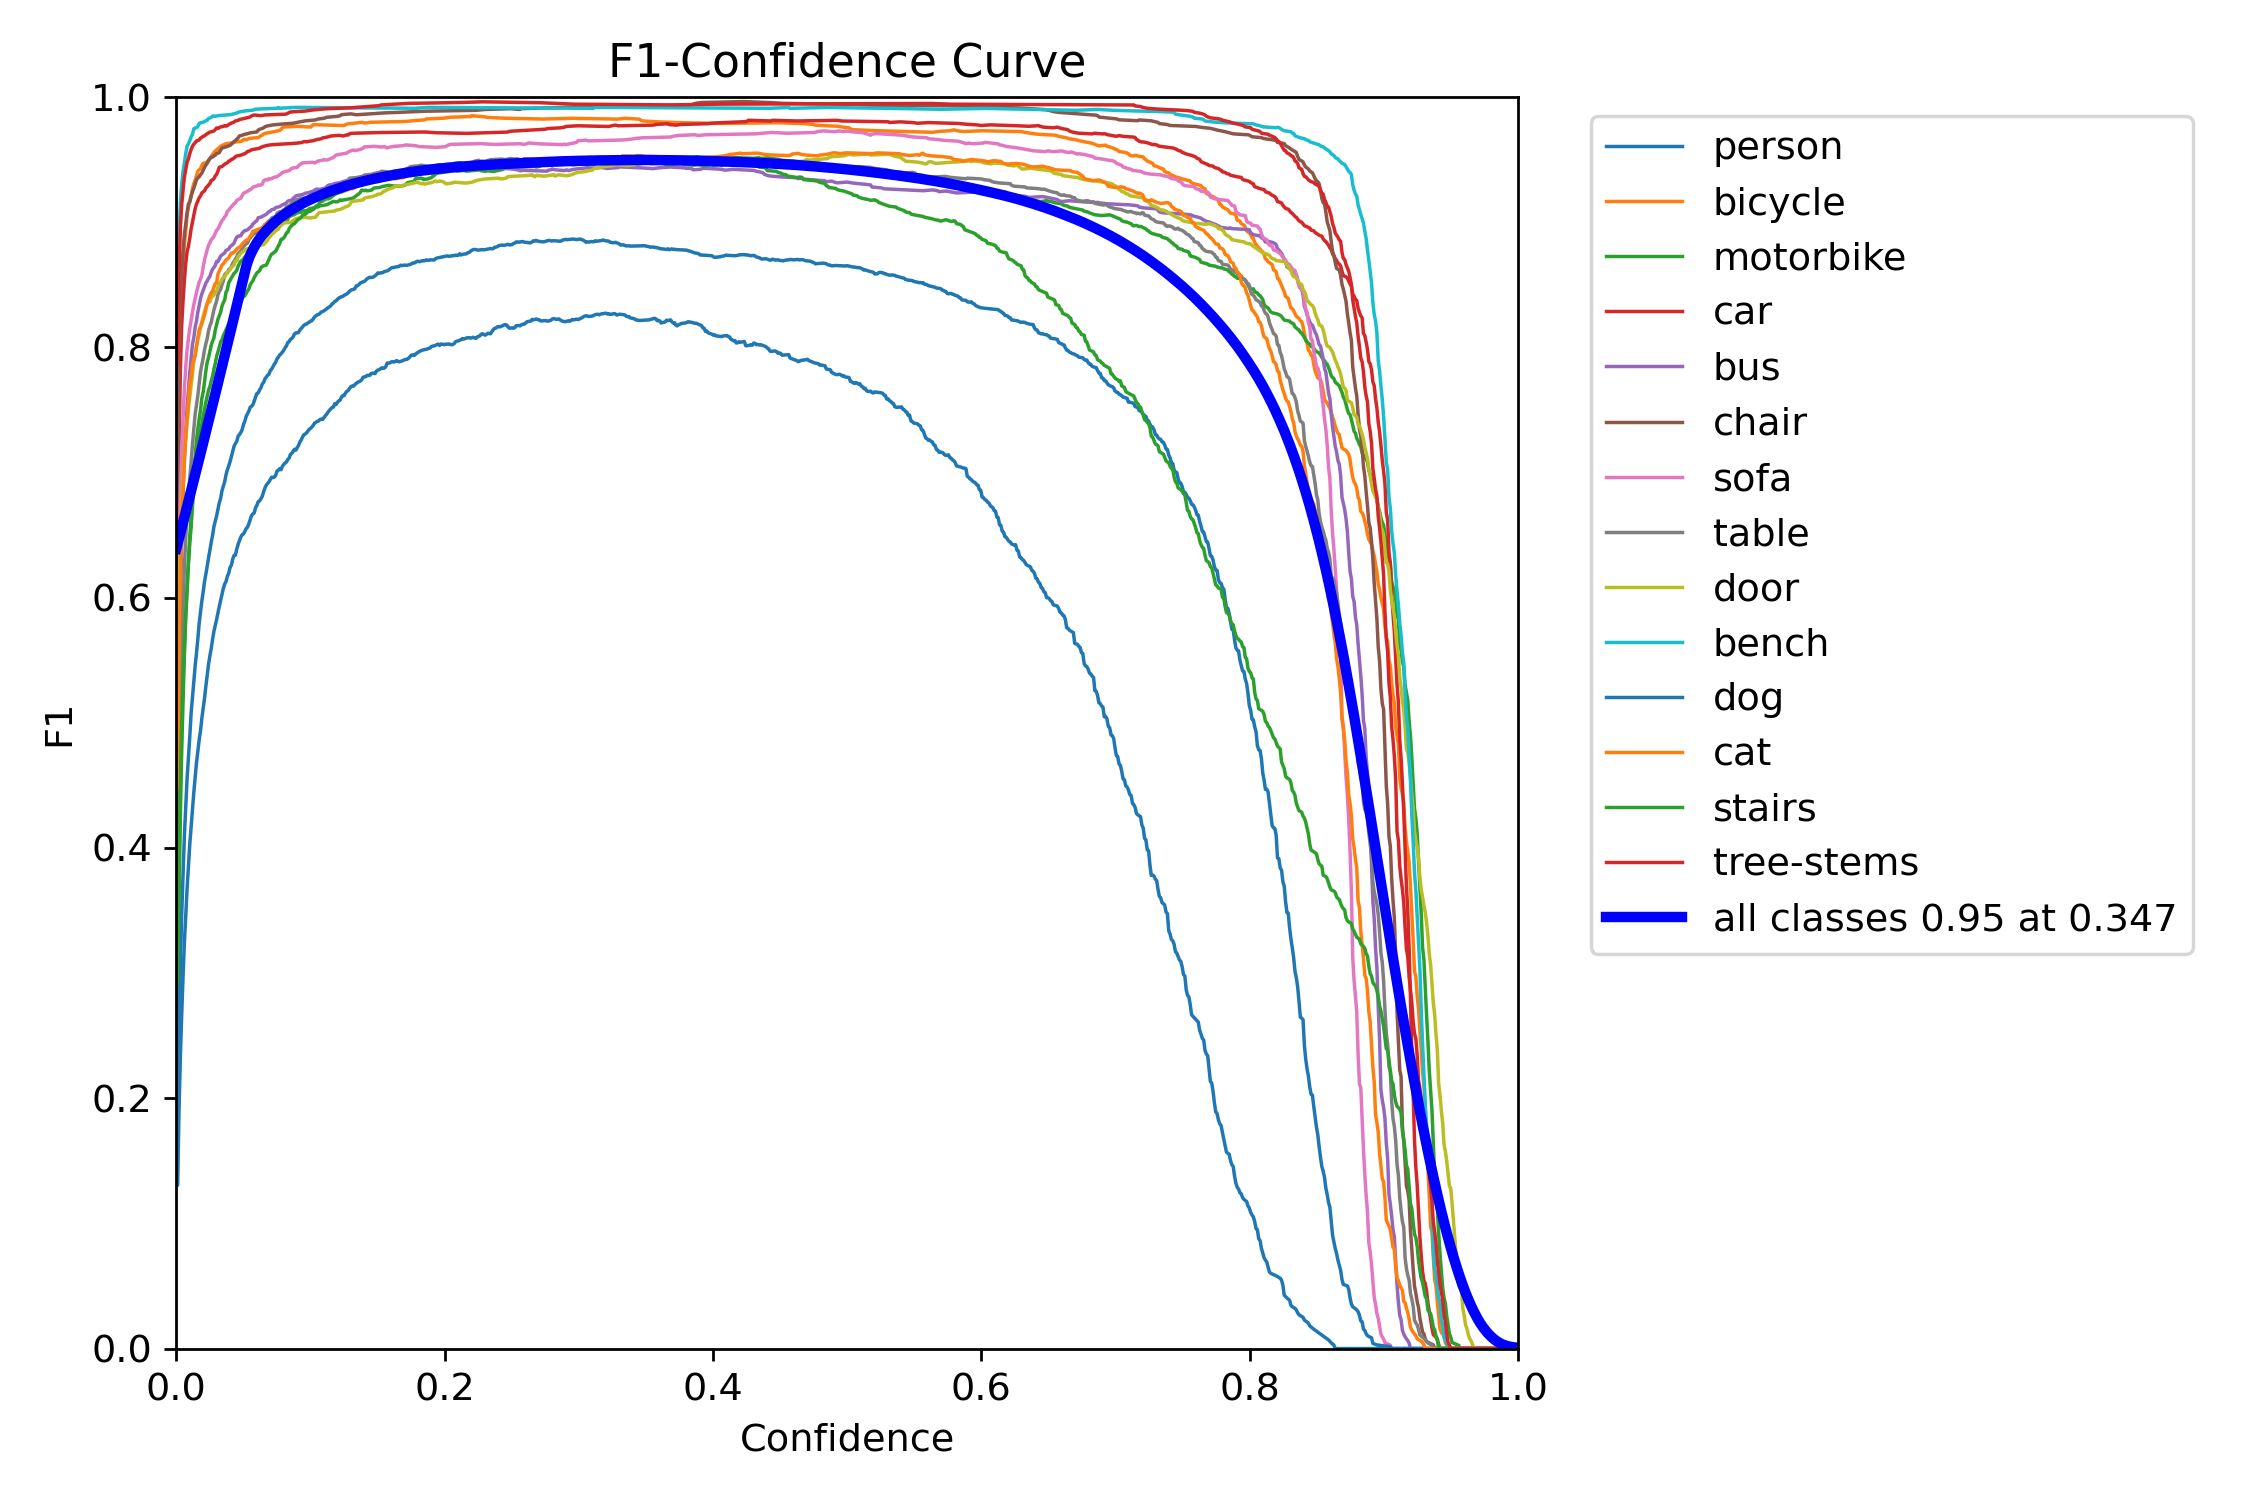 F1-Confidence Curve
1.0
0.8
0.6
0.4
0.2
0.0
F1
0.0 0.2 0.4 0.6 0.8 1.0
Confidence
person
bicycle
motorbike
car
bus
chair
sofa
table
door
bench
dog
cat
stairs
tree-stems
all classes 0.95 at 0.347